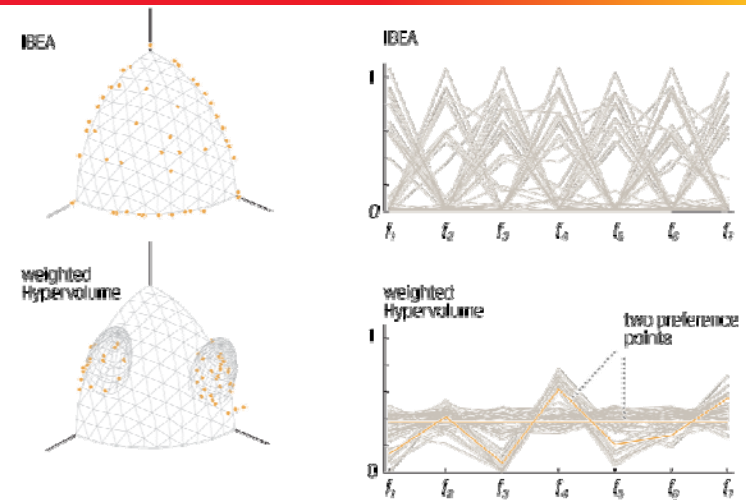 IBEA
IBEA
1
0
f₁ f₂ f₃ f₄ f₅ f₆ f₇
weighted
Hypervolume
weighted
Hypervolume
two preference
points
1
0
f₁ f₂ f₃ f₄ f₅ f₆ f₇